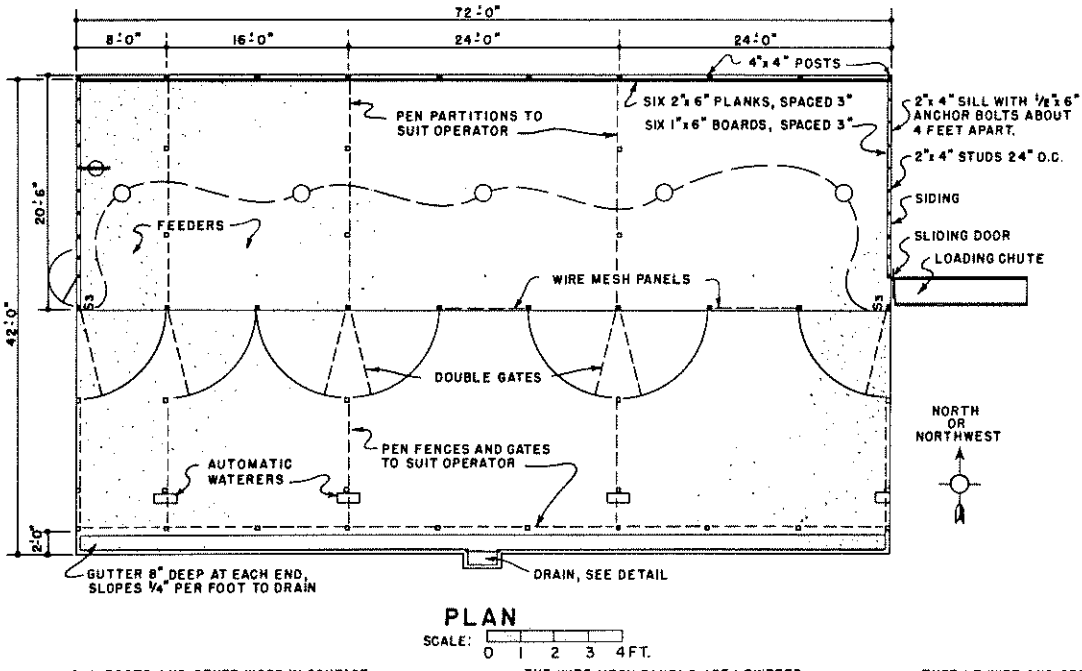 72'-0"
8'-0" 16'-0" 24'-0" 24'-0"
4"x 4" POSTS
SIX 2"x 6" PLANKS, SPACED 3"
SIX 1"x 6" BOARDS, SPACED 3"
PEN PARTITIONS TO
SUIT OPERATOR
2"x 4" SILL WITH 1/2"x 6"
ANCHOR BOLTS ABOUT
4 FEET APART.
2"x 4" STUDS 24" O.C.
SIDING
SLIDING DOOR
LOADING CHUTE
20'-6"
FEEDERS
WIRE MESH PANELS
S3
S3
42'-0"
DOUBLE GATES
NORTH
OR
NORTHWEST
PEN FENCES AND GATES
TO SUIT OPERATOR
AUTOMATIC
WATERERS
2'-0"
N
GUTTER 8" DEEP AT EACH END,
SLOPES 1/4" PER FOOT TO DRAIN
DRAIN, SEE DETAIL
PLAN
SCALE:
0 1 2 3 4 FT.